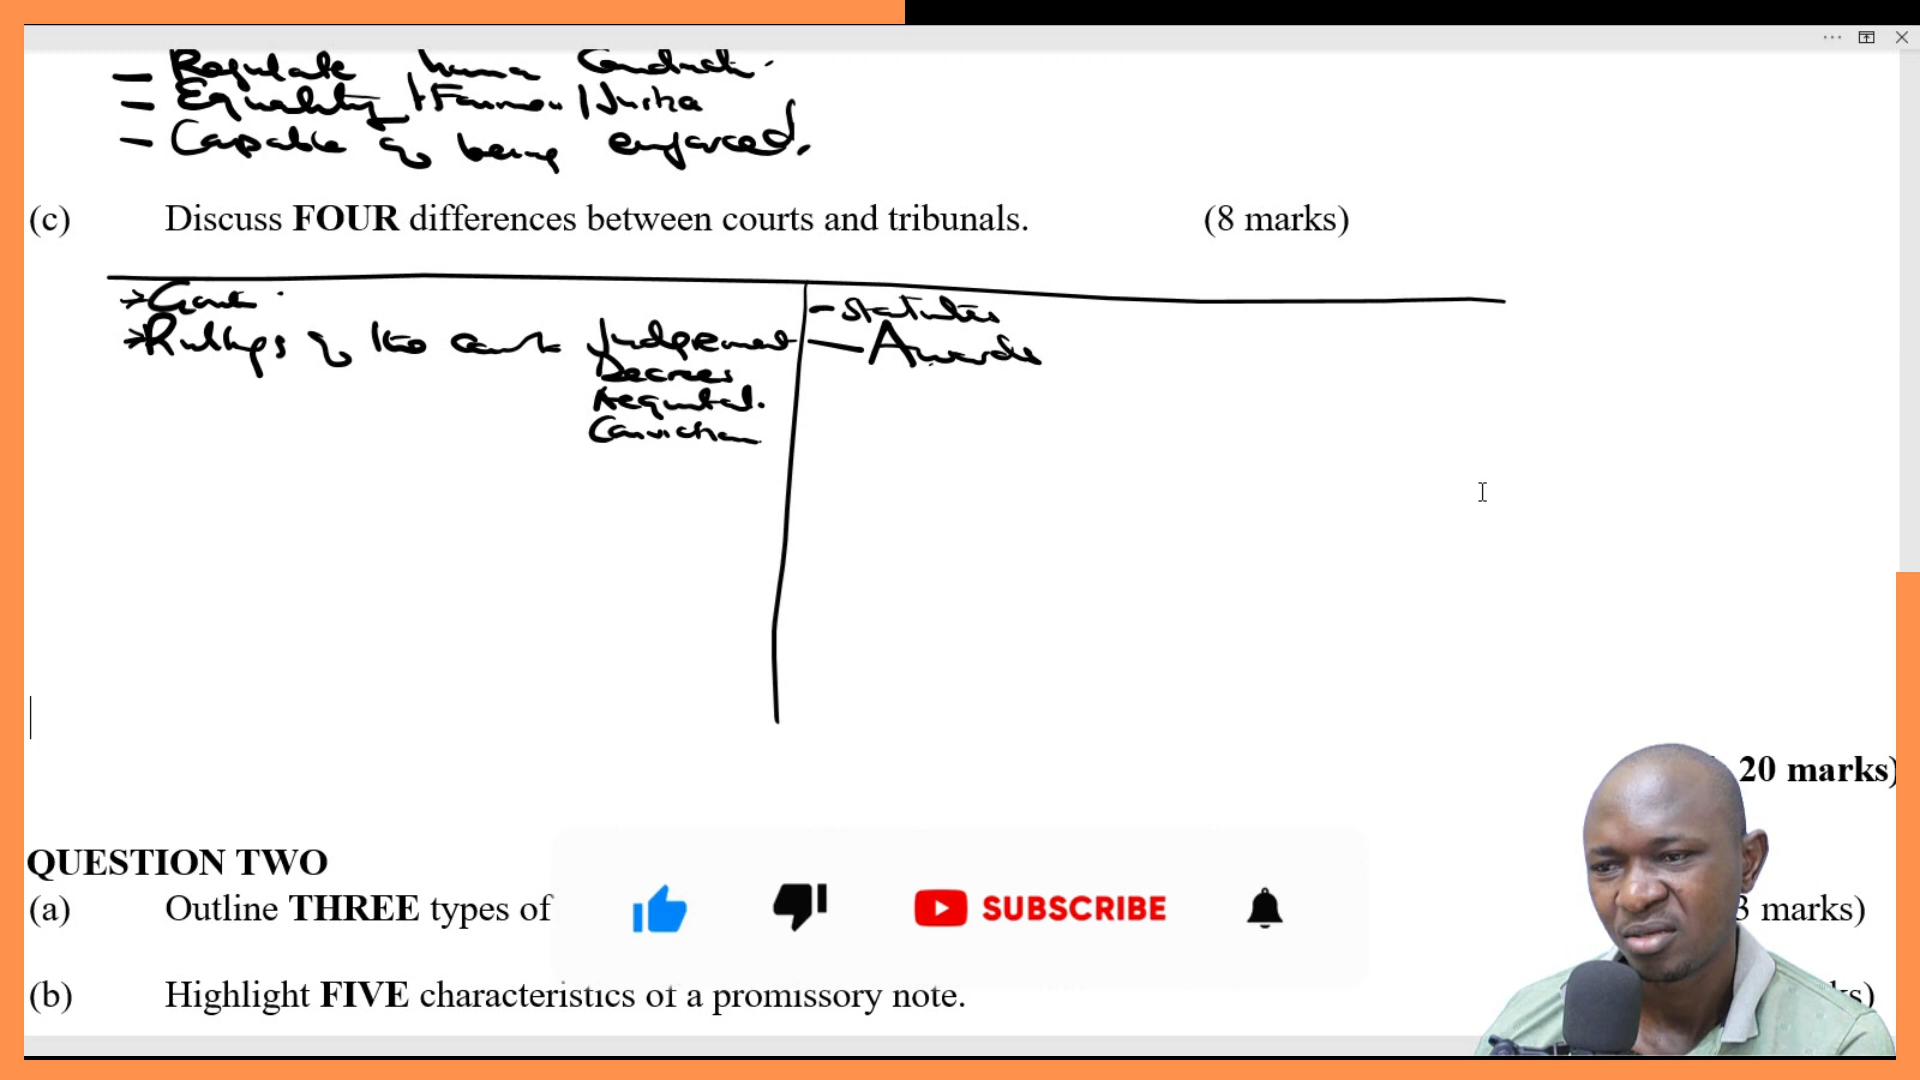 — Regulate human Conduct.
— Equality
— Capable of being enforced.
(c) Discuss FOUR differences between courts and tribunals. (8 marks)
- Statutes
→Rulings of the court Judgement — Awards
Decrees
Acquittal.
Conviction
20 marks)
QUESTION TWO
(a) Outline THREE types of 3 marks)
SUBSCRIBE
(b) Highlight FIVE characteristics of a promissory note.